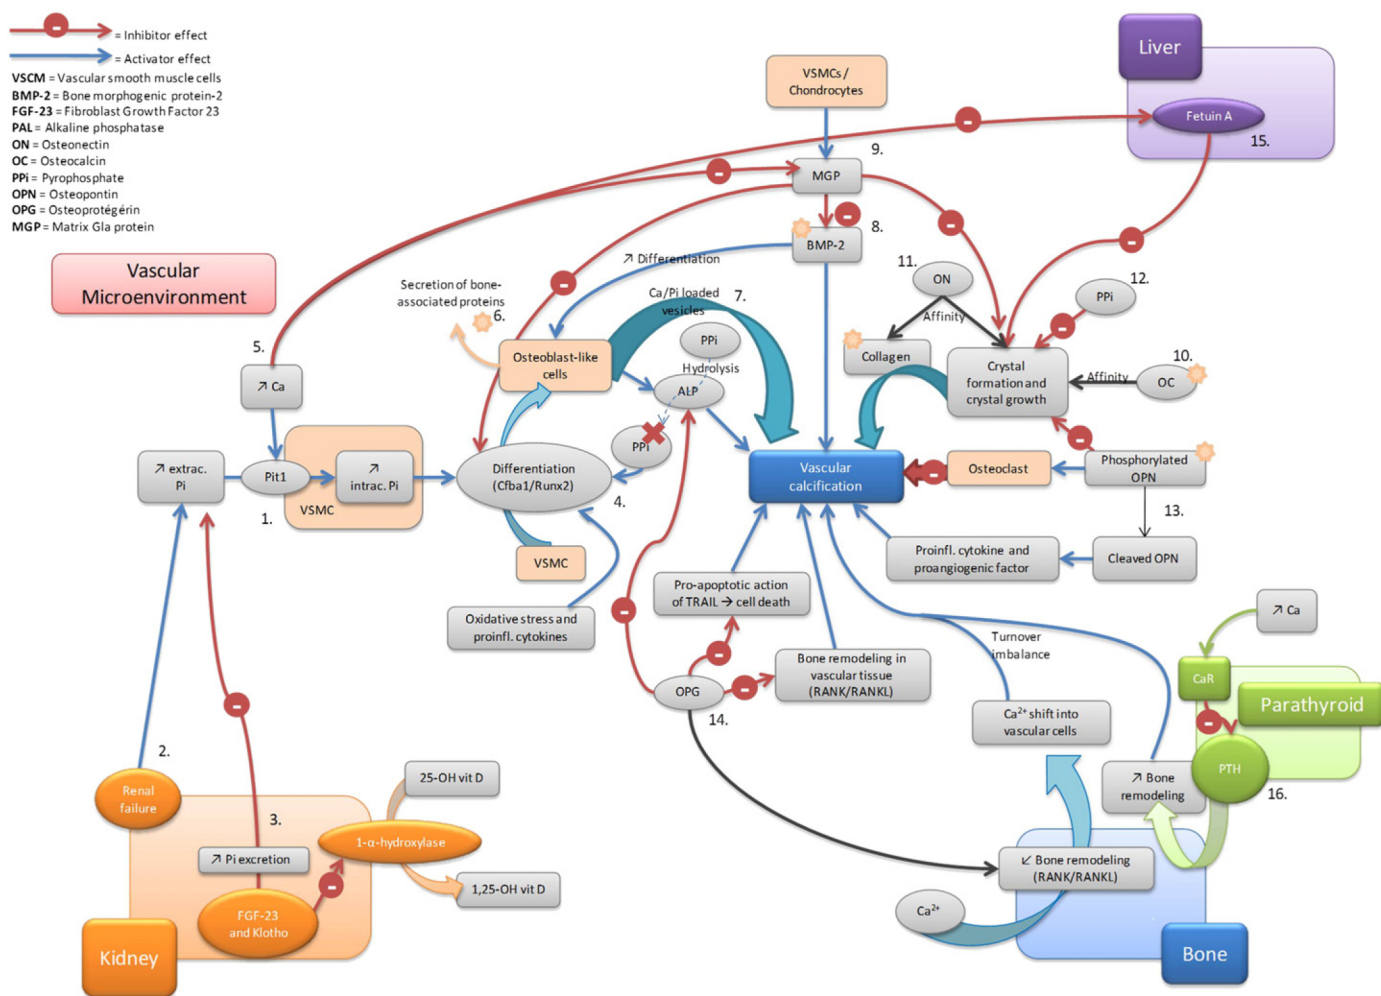 = Inhibitor effect
= Activator effect
VSCM = Vascular smooth muscle cells
BMP-2 = Bone morphogenic protein-2
FGF-23 = Fibroblast Growth Factor 23
PAL = Alkaline phosphatase
ON = Osteonectin
OC = Osteocalcin
PPi = Pyrophosphate
OPN = Osteopontin
OPG = Osteoprotégérin
MGP = Matrix Gla protein
Vascular
Microenvironment
Liver
Fetuin A
15.
VSMCs /
Chondrocytes
9.
MGP
8.
BMP-2
↗ Differentiation
Secretion of bone-
associated proteins
6.
Ca/Pi loaded
vesicles
7.
11.
ON
Affinity
12.
PPi
Collagen
Crystal
formation and
crystal growth
10.
Affinity
OC
5.
↗ Ca
Osteoblast-like
cells
PPi
Hydrolysis
ALP
PPi
↗ extrac.
Pi
Pit1
↗
intrac. Pi
VSMC
1.
Differentiation
(Cfba1/Runx2)
4.
VSMC
Oxidative stress and
proinfl. cytokines
Vascular
calcification
Osteoclast
Phosphorylated
OPN
13.
Cleaved OPN
Proinfl. cytokine and
proangiogenic factor
Pro-apoptotic action
of TRAIL → cell death
Bone remodeling in
vascular tissue
(RANK/RANKL)
OPG
14.
Turnover
imbalance
Ca2+ shift into
vascular cells
↗ Ca
CaR
Parathyroid
PTH
16.
↗ Bone
remodeling
↙ Bone remodeling
(RANK/RANKL)
Ca2+
Bone
2.
Renal
failure
3.
↗ Pi excretion
FGF-23
and Klotho
25-OH vit D
1-α-hydroxylase
1,25-OH vit D
Kidney